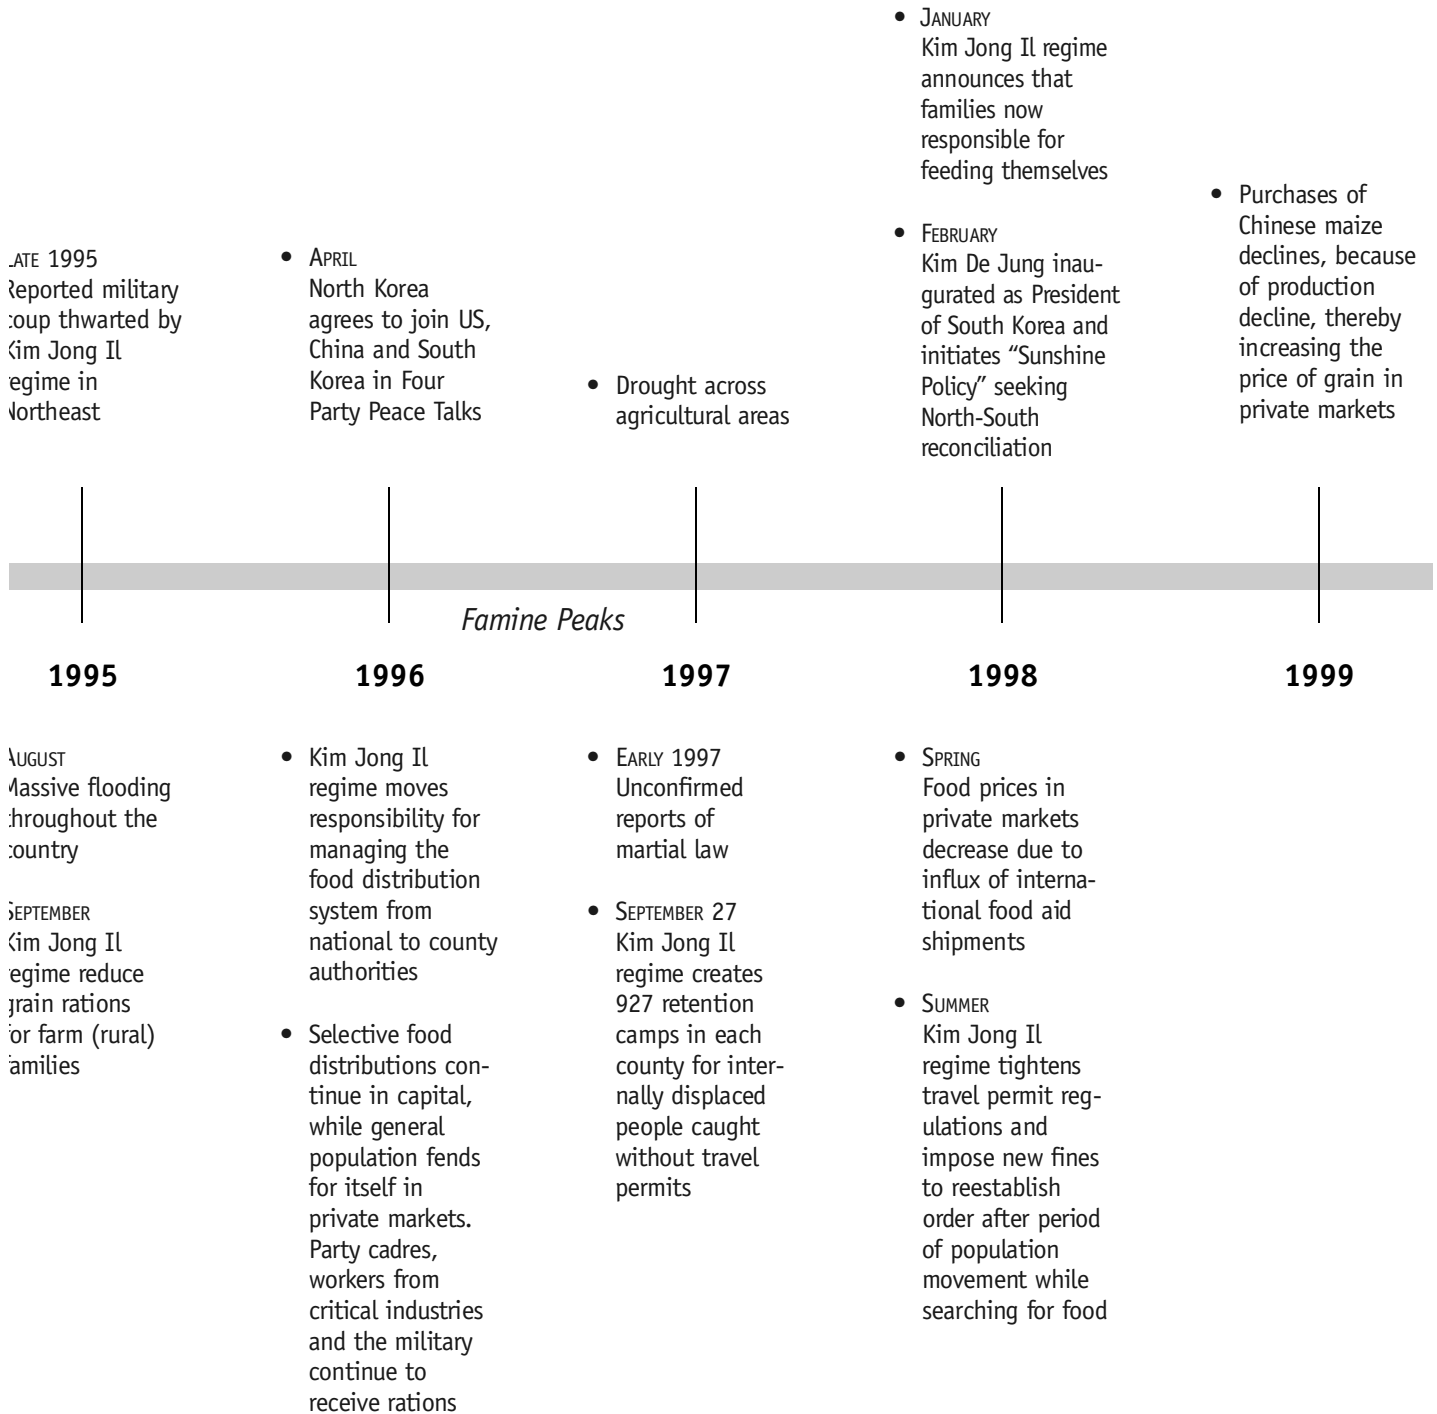 LATE 1995
Reported military
coup thwarted by
Kim Jong Il
regime in
Northeast
• APRIL
North Korea
agrees to join US,
China and South
Korea in Four
Party Peace Talks
• Drought across
agricultural areas
• JANUARY
Kim Jong Il regime
announces that
families now
responsible for
feeding themselves
• FEBRUARY
Kim De Jung inau-
gurated as President
of South Korea and
initiates “Sunshine
Policy” seeking
North-South
reconciliation
• Purchases of
Chinese maize
declines, because
of production
decline, thereby
increasing the
price of grain in
private markets
Famine Peaks
1995
1996
1997
1998
1999
AUGUST
Massive flooding
throughout the
country
SEPTEMBER
Kim Jong Il
regime reduce
grain rations
for farm (rural)
families
• Kim Jong Il
regime moves
responsibility for
managing the
food distribution
system from
national to county
authorities
• Selective food
distributions con-
tinue in capital,
while general
population fends
for itself in
private markets.
Party cadres,
workers from
critical industries
and the military
continue to
receive rations
• EARLY 1997
Unconfirmed
reports of
martial law
• SEPTEMBER 27
Kim Jong Il
regime creates
927 retention
camps in each
county for inter-
nally displaced
people caught
without travel
permits
• SPRING
Food prices in
private markets
decrease due to
influx of interna-
tional food aid
shipments
• SUMMER
Kim Jong Il
regime tightens
travel permit reg-
ulations and
impose new fines
to reestablish
order after period
of population
movement while
searching for food